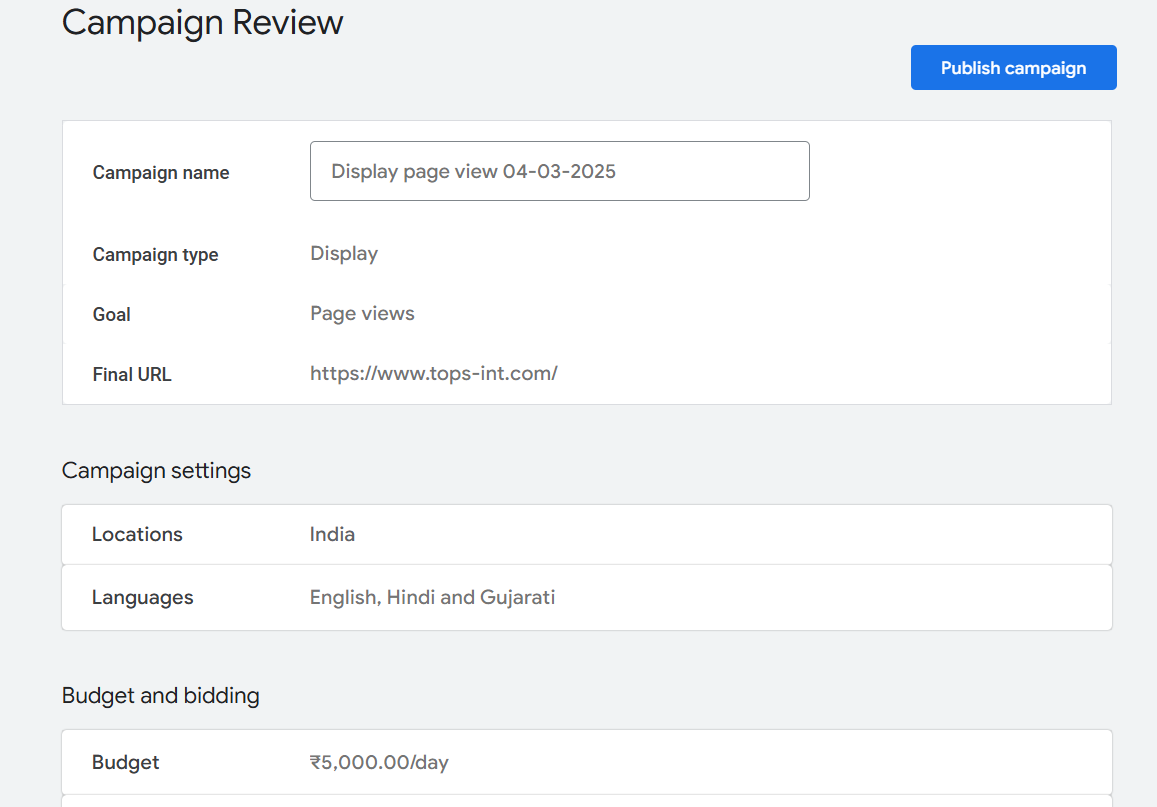 Campaign Review
Publish campaign
Campaign name Display page view 04-03-2025
Campaign type Display
Goal Page views
Final URL https://www.tops-int.com/
Campaign settings
Locations India
Languages English, Hindi and Gujarati
Budget and bidding
Budget ₹5,000.00/day